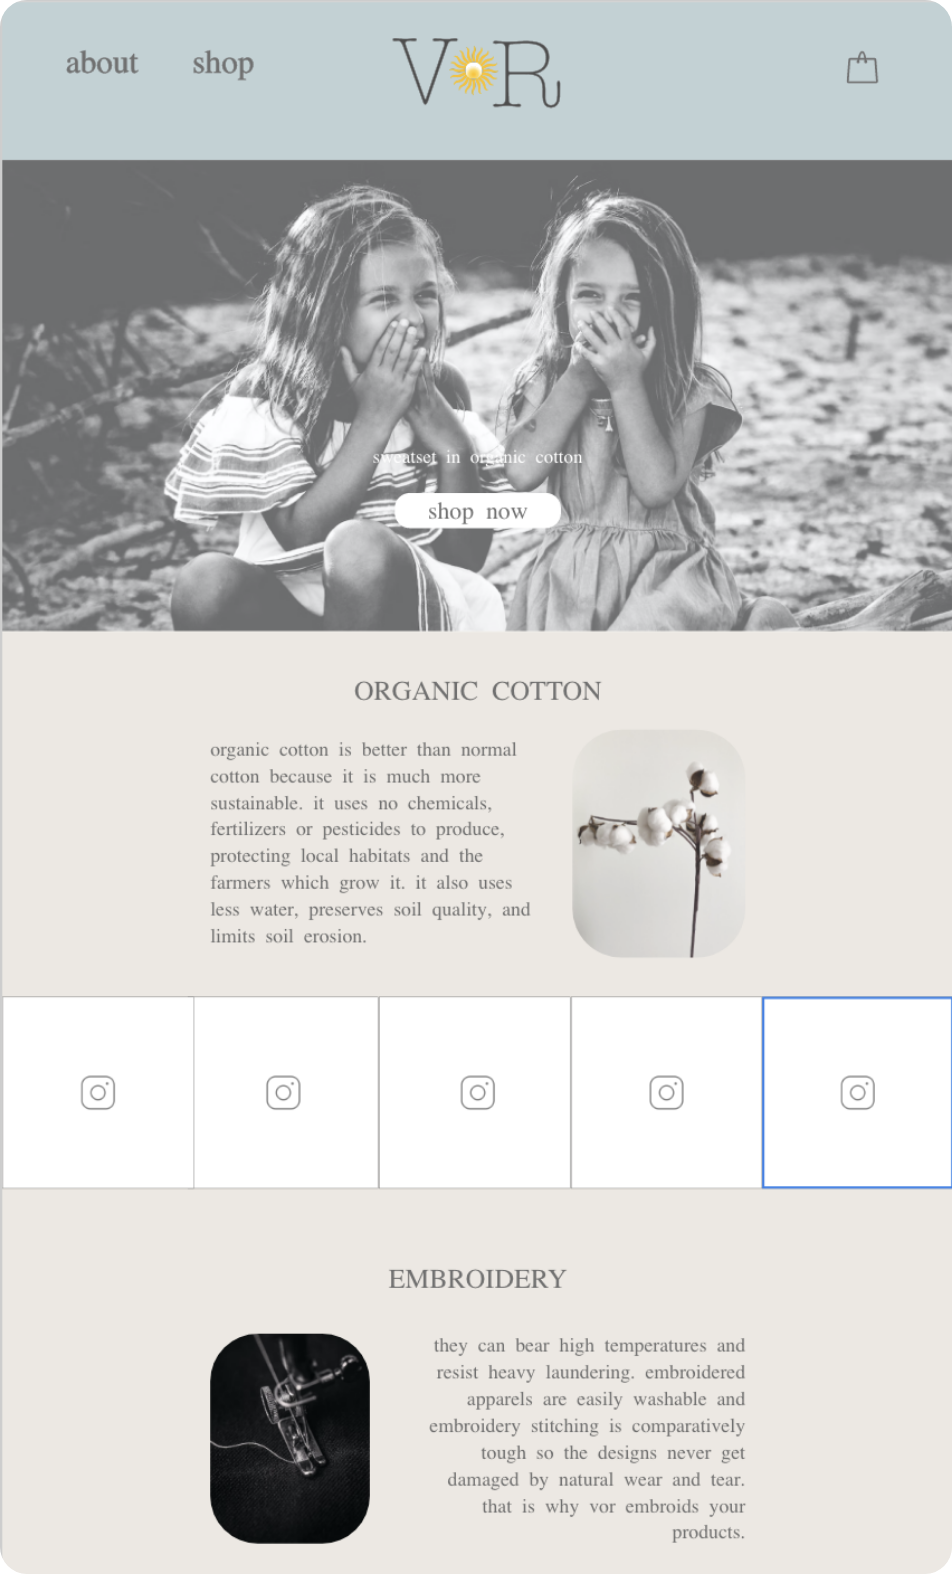 about shop VOR
sweatset in organic cotton
shop now
ORGANIC COTTON
organic cotton is better than normal
cotton because it is much more
sustainable. it uses no chemicals,
fertilizers or pesticides to produce,
protecting local habitats and the
farmers which grow it. it also uses
less water, preserves soil quality, and
limits soil erosion.
EMBROIDERY
they can bear high temperatures and
resist heavy laundering. embroidered
apparels are easily washable and
embroidery stitching is comparatively
tough so the designs never get
damaged by natural wear and tear.
that is why vor embroids your
products.